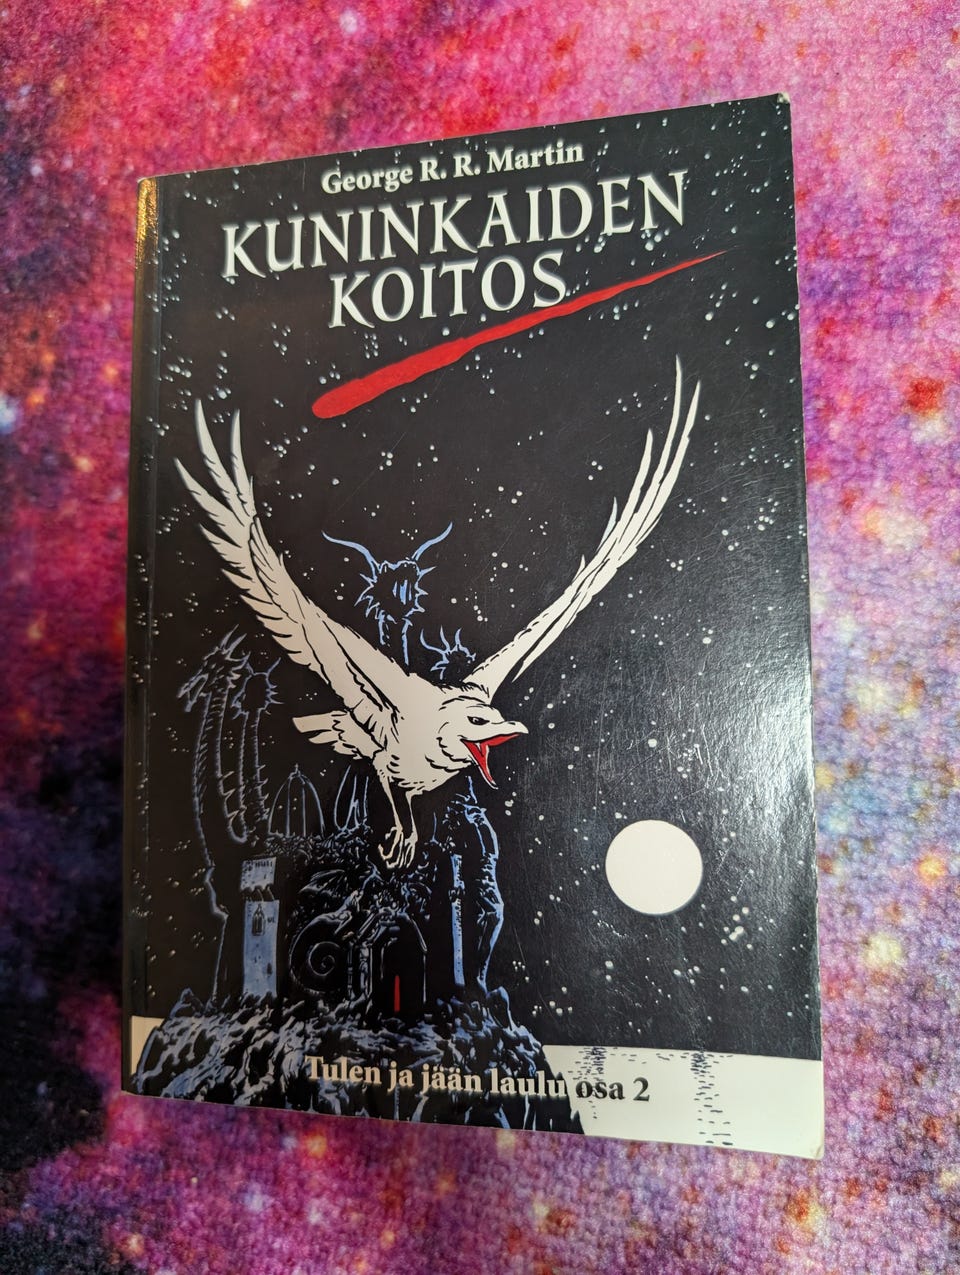 George R. R. Martin
KUNINKAIDEN
KOITOS
Tulen ja jään laulu osa 2